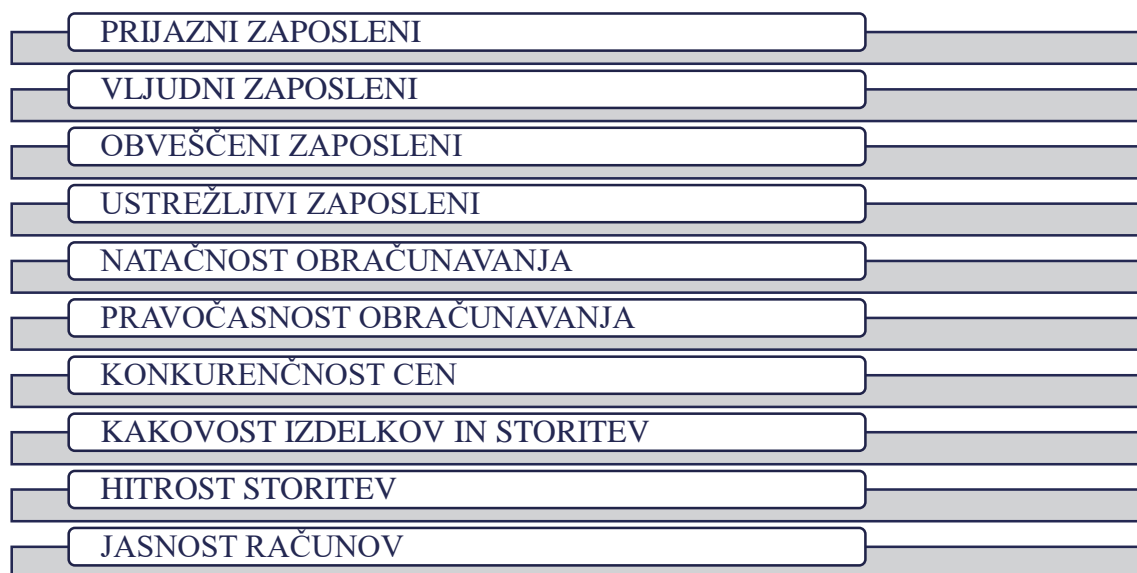 PRIJAZNI ZAPOSLENI
VLJUDNI ZAPOSLENI
OBVEŠČENI ZAPOSLENI
USTREŽLJIVI ZAPOSLENI
NATAČNOST OBRAČUNAVANJA
PRAVOČASNOST OBRAČUNAVANJA
KONKURENČNOST CEN
KAKOVOST IZDELKOV IN STORITEV
HITROST STORITEV
JASNOST RAČUNOV